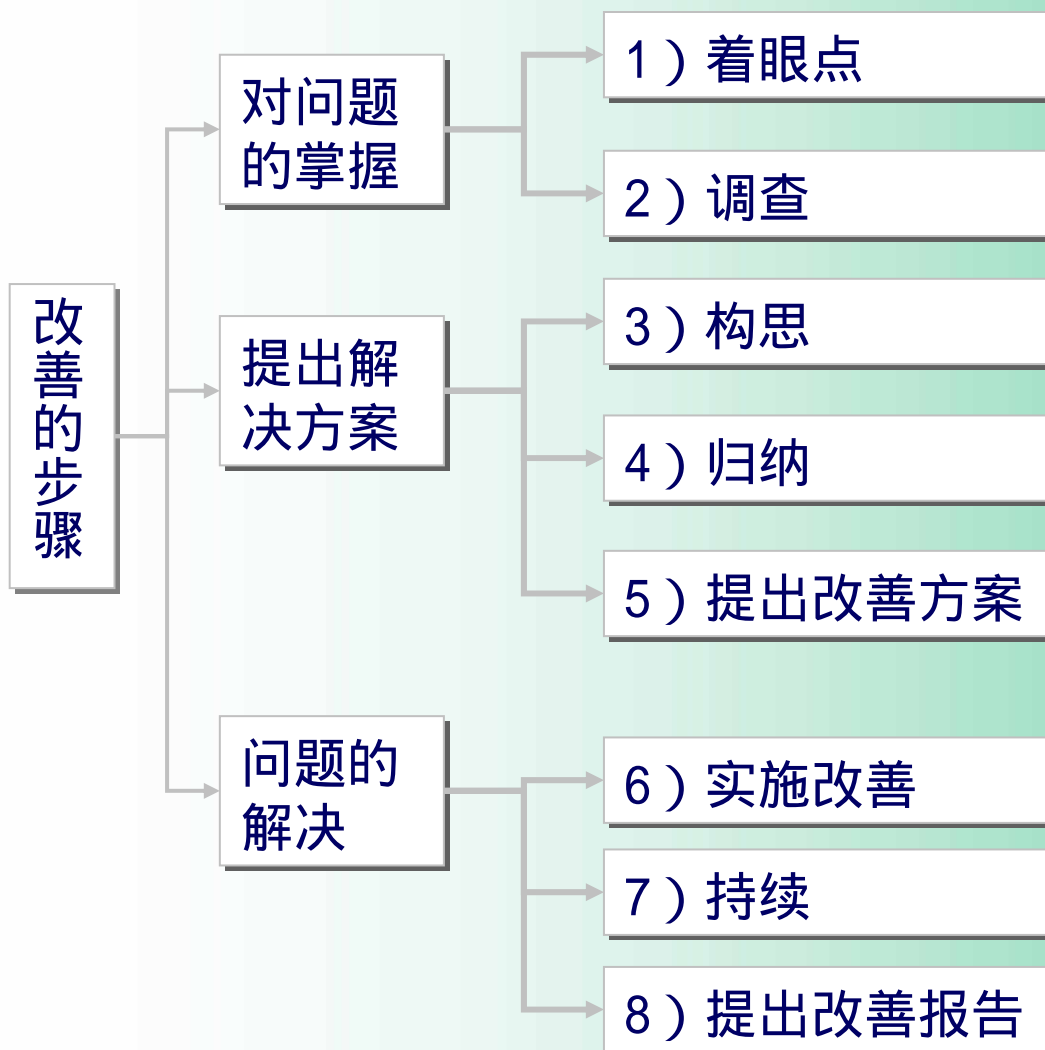 改善的步骤
对问题
的掌握
1）着眼点
2）调查
提出解
决方案
3）构思
4）归纳
5）提出改善方案
问题的
解决
6）实施改善
7）持续
8）提出改善报告